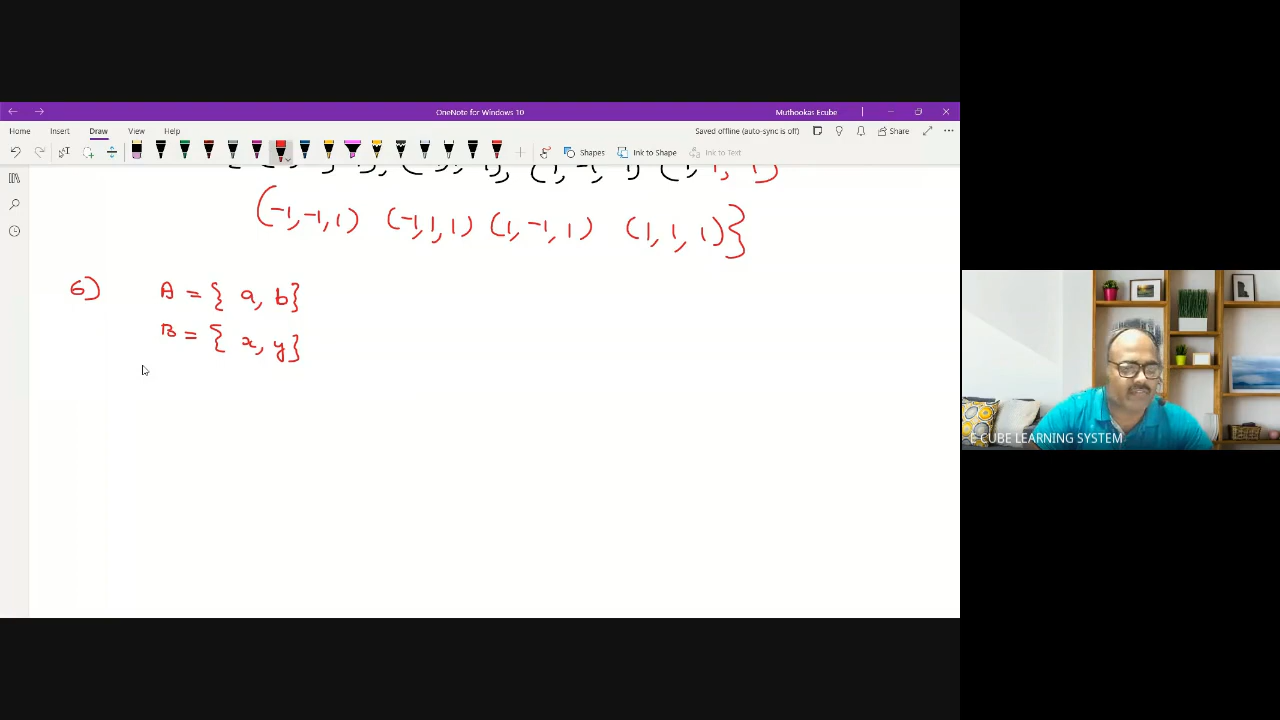 OneNote for Windows 10
Muthookas Ecube
Home Insert Draw View Help
Saved offline (auto-sync is off)
Share
Shapes
Ink to Shape
Ink to Text
(-1,-1,1) (-1,1,1) (1,-1,1) (1,1,1)}
6) A = { a, b}
B = { x, y}
E CUBE LEARNING SYSTEM